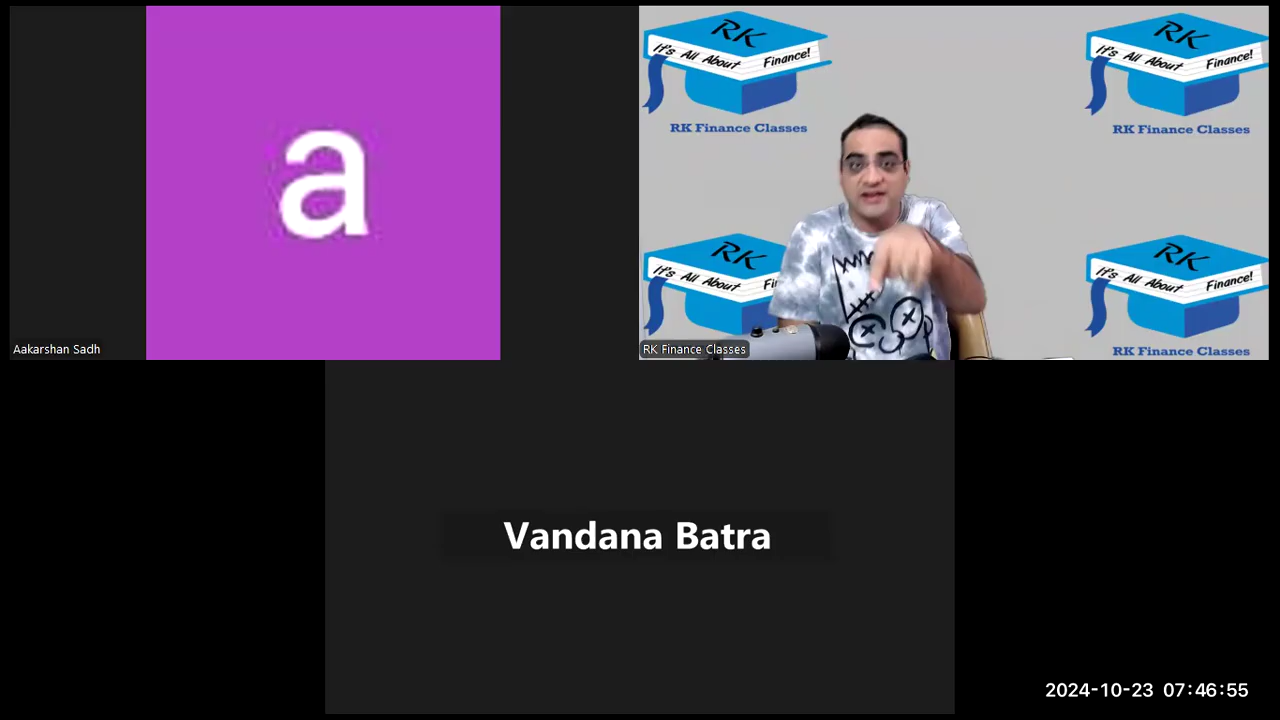 a
Aakarshan Sadh
RK
It's All About Finance!
RK Finance Classes
RK
It's All About Finance!
RK Finance Classes
RK
It's All About Fi
RK
It's All About Finance!
RK Finance Classes
RK Finance Classes
Vandana Batra
2024-10-23 07:46:55